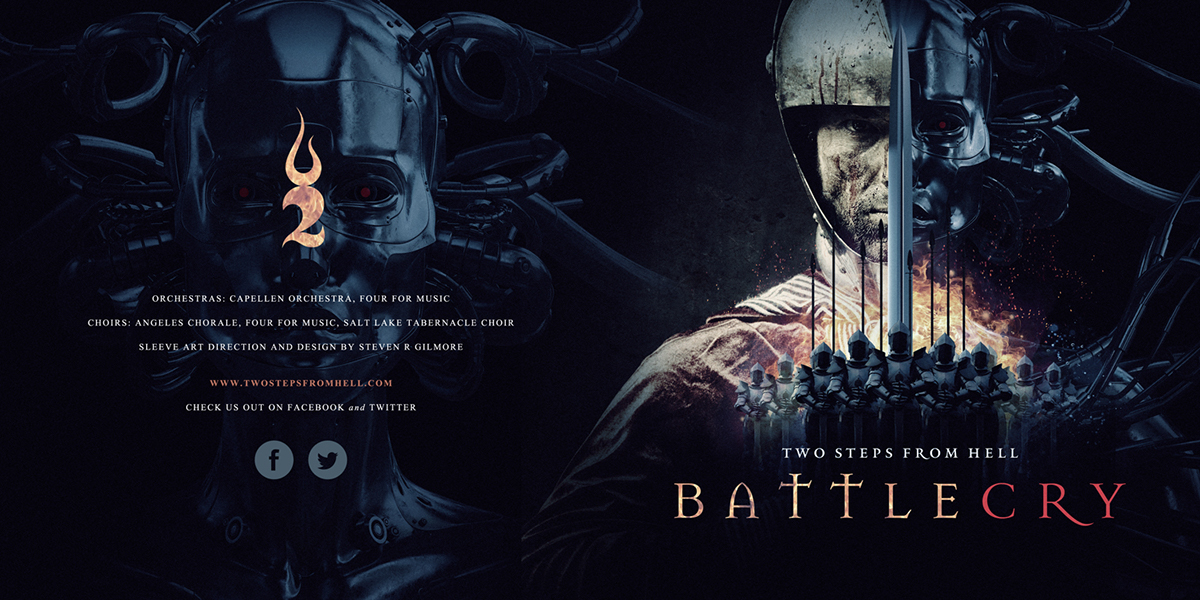 2
ORCHESTRAS: CAPELLEN ORCHESTRA, FOUR FOR MUSIC
CHOIRS: ANGELES CHORALE, FOUR FOR MUSIC, SALT LAKE TABERNACLE CHOIR
SLEEVE ART DIRECTION AND DESIGN BY STEVEN R GILMORE
WWW.TWOSTEPSFROMHELL.COM
CHECK US OUT ON FACEBOOK and TWITTER
f
TWO STEPS FROM HELL
BATTLECRY